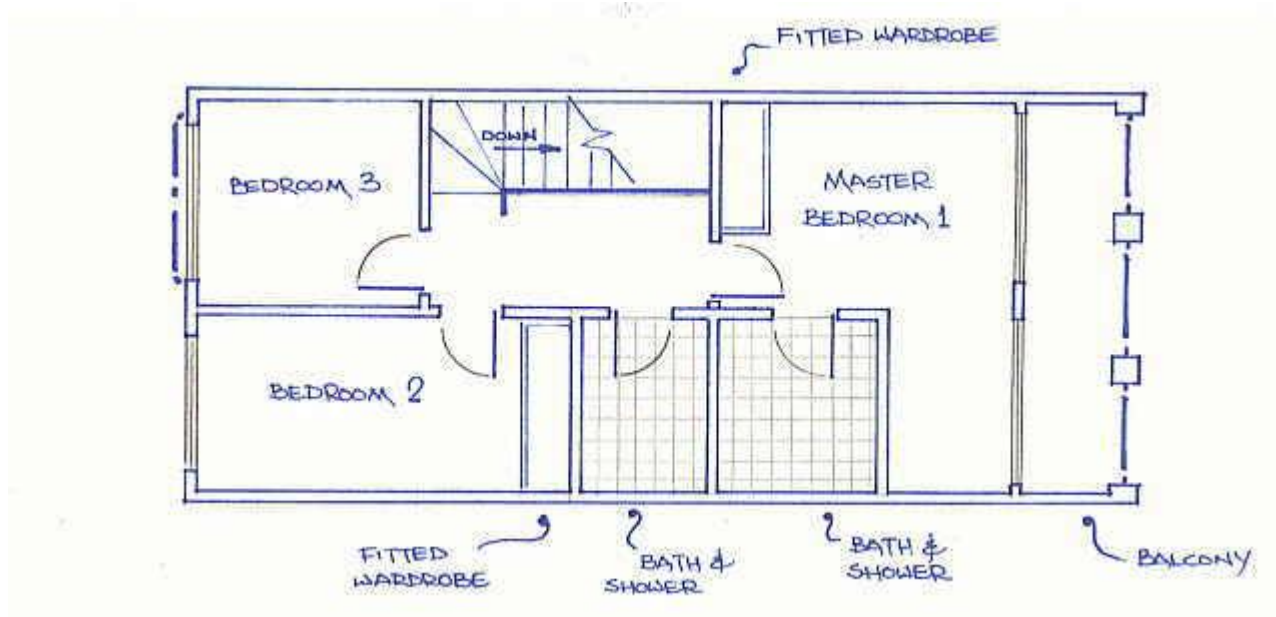 FITTED WARDROBE
DOWN
BEDROOM 3
MASTER
BEDROOM 1
BEDROOM 2
FITTED
WARDROBE
BATH &
SHOWER
BATH &
SHOWER
BALCONY